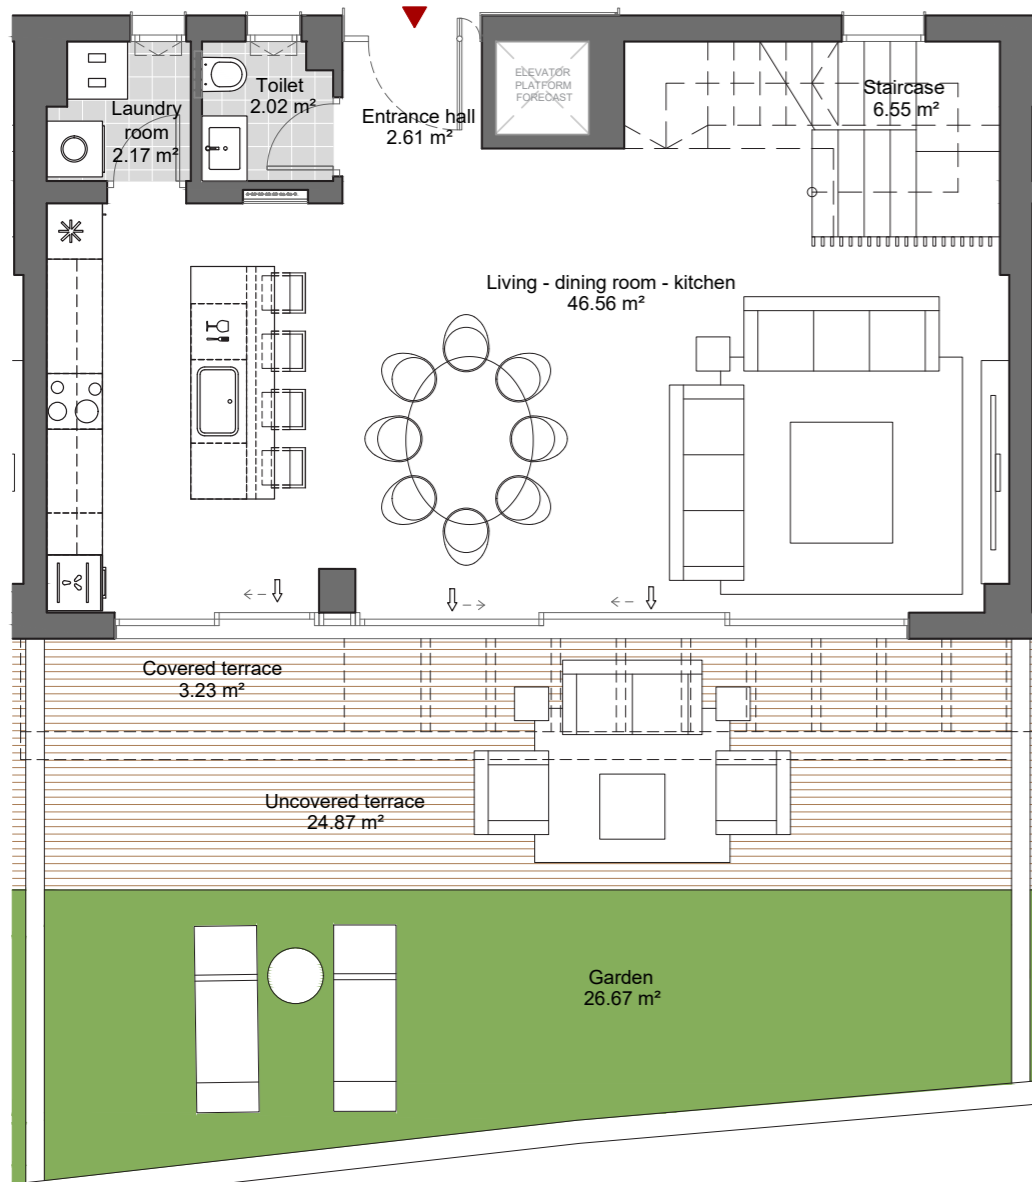 ELEVATOR
PLATFORM
FORECAST
Laundry
room
2.17 m²
Toilet
2.02 m²
Entrance hall
2.61 m²
Staircase
6.55 m²
Living - dining room - kitchen
46.56 m²
Covered terrace
3.23 m²
Uncovered terrace
24.87 m²
Garden
26.67 m²